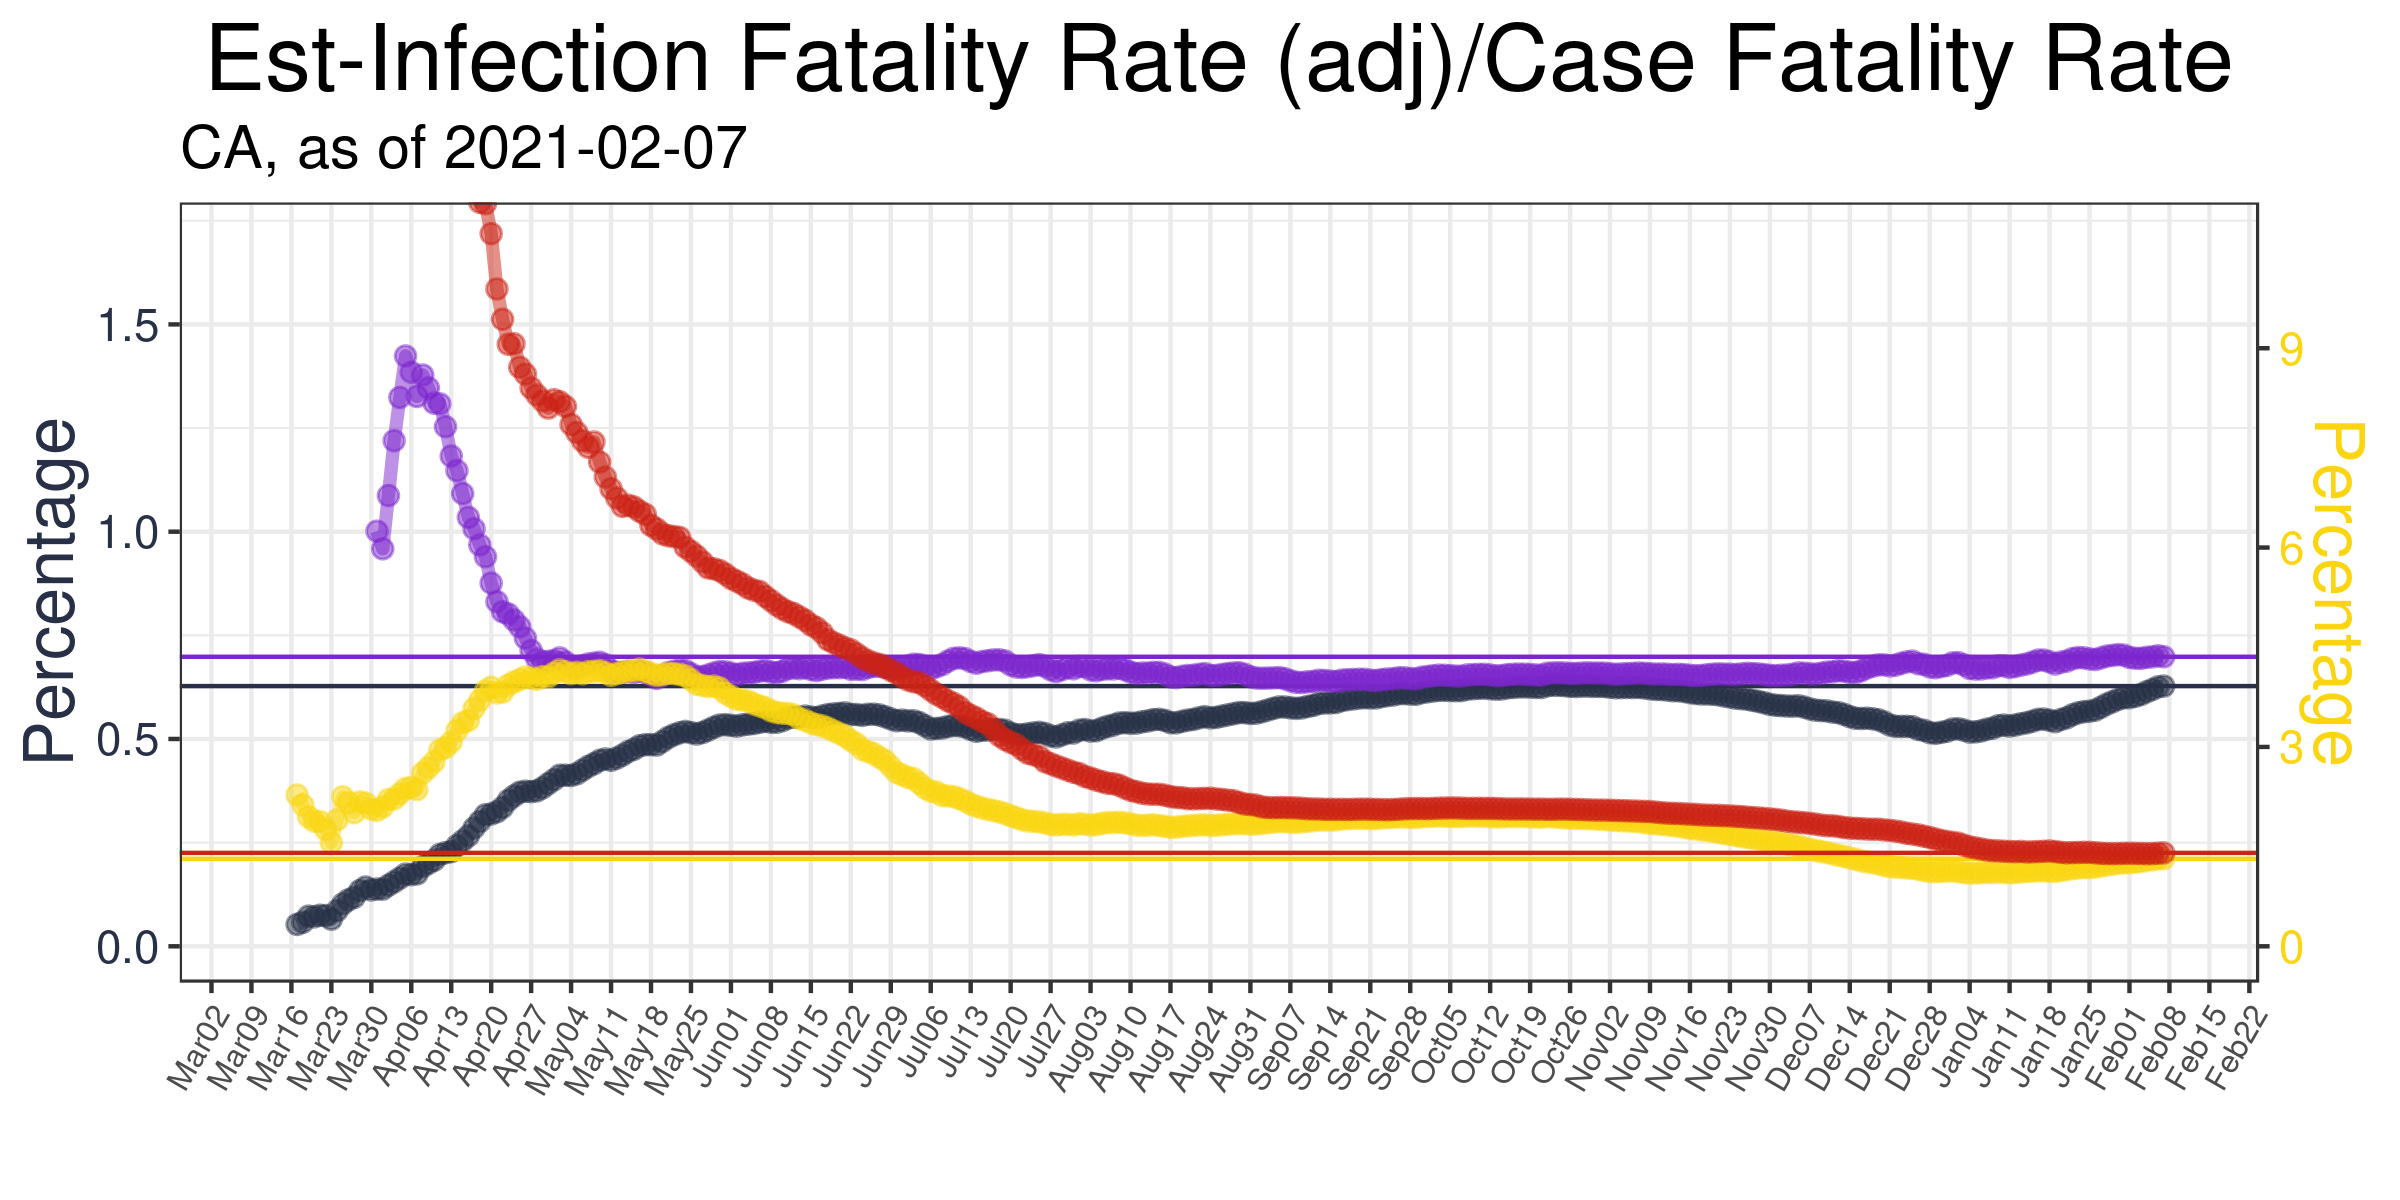 Est-Infection Fatality Rate (adj)/Case Fatality Rate
CA, as of 2021-02-07
Percentage
1.5
1.0
0.5
0.0
9
6
3
0
Percentage
Mar02 Mar09 Mar16 Mar23 Mar30 Apr06 Apr13 Apr20 Apr27 May04 May11 May18 May25 Jun01 Jun08 Jun15 Jun22 Jun29 Jul06 Jul13 Jul20 Jul27 Aug03 Aug10 Aug17 Aug24 Aug31 Sep07 Sep14 Sep21 Sep28 Oct05 Oct12 Oct19 Oct26 Nov02 Nov09 Nov16 Nov23 Nov30 Dec07 Dec14 Dec21 Dec28 Jan04 Jan11 Jan18 Jan25 Feb01 Feb08 Feb15 Feb22